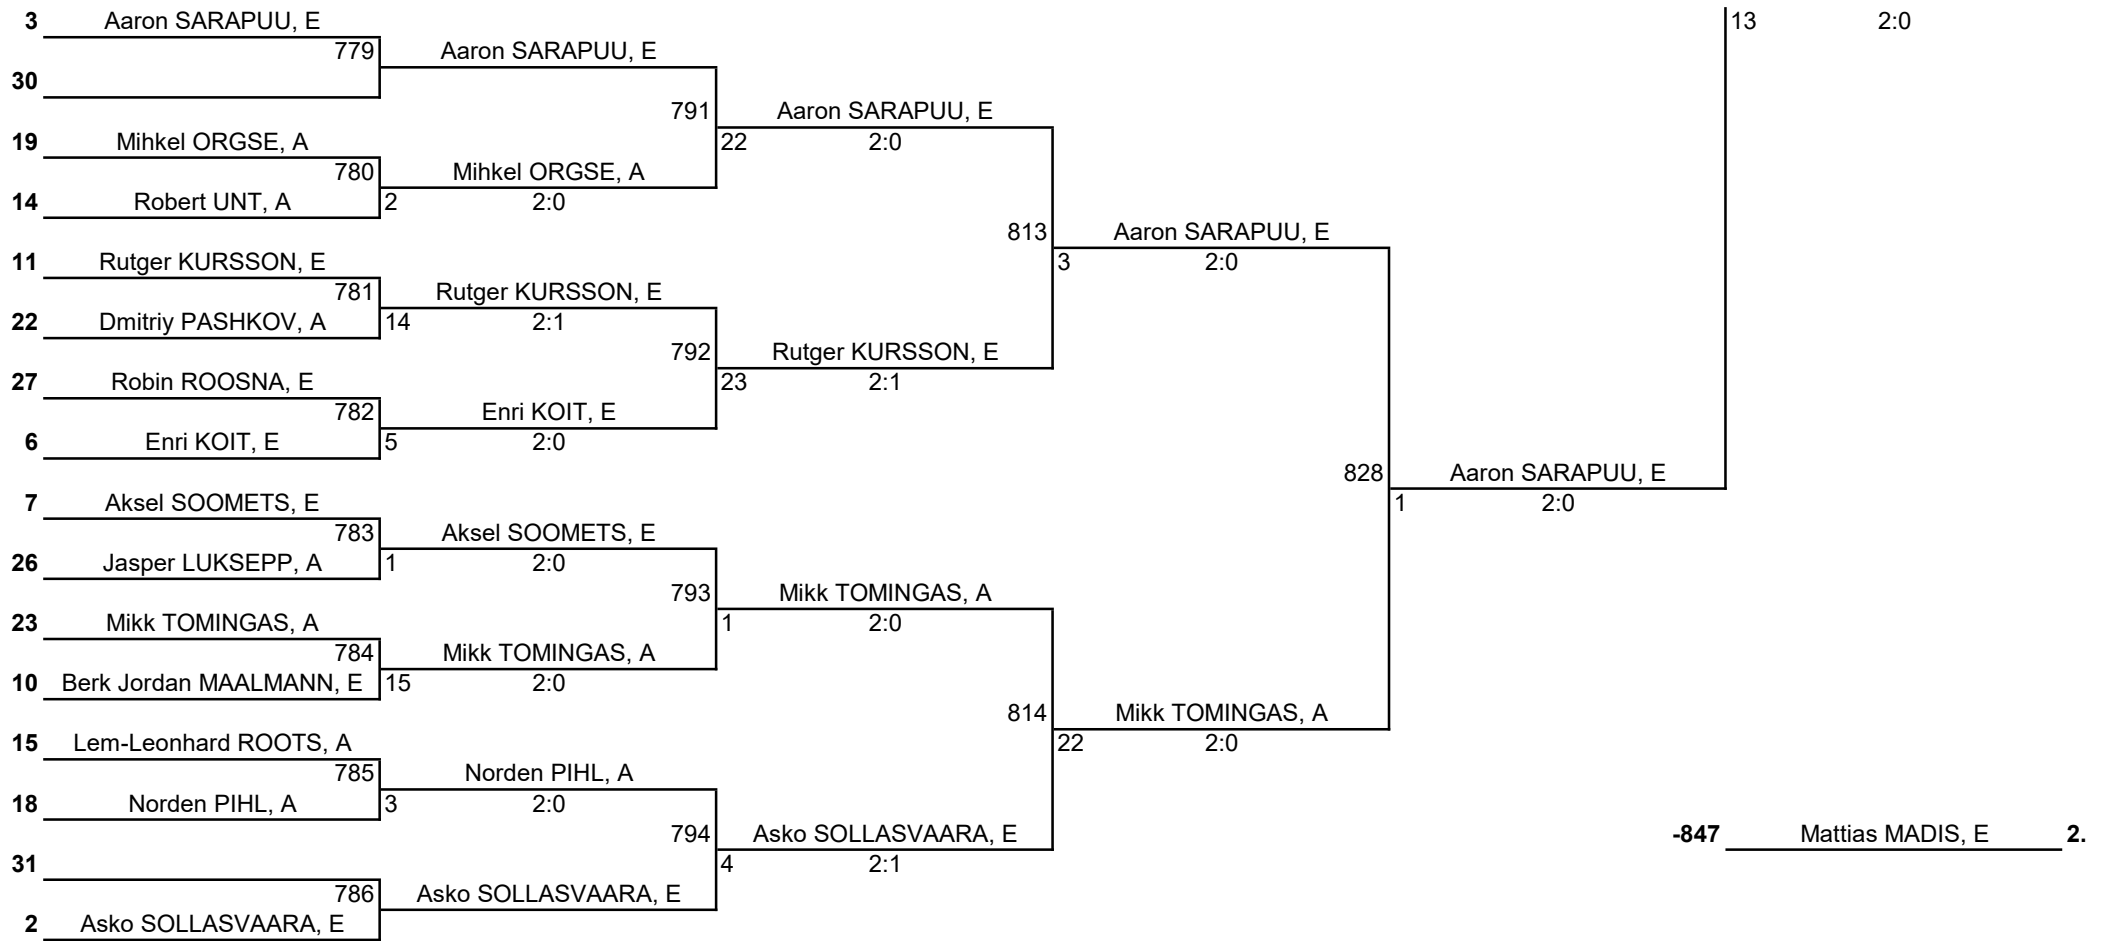 3 Aaron SARAPUU, E 13 2:0
779 Aaron SARAPUU, E
30
791 Aaron SARAPUU, E
19 Mihkel ORGSE, A 22 2:0
780 Mihkel ORGSE, A
14 Robert UNT, A 2 2:0
813 Aaron SARAPUU, E
11 Rutger KURSSON, E 3 2:0
781 Rutger KURSSON, E
22 Dmitriy PASHKOV, A 14 2:1
792 Rutger KURSSON, E
27 Robin ROOSNA, E 23 2:1
782 Enri KOIT, E
6 Enri KOIT, E 5 2:0
828 Aaron SARAPUU, E
7 Aksel SOOMETS, E 1 2:0
783 Aksel SOOMETS, E
26 Jasper LUKSEPP, A 1 2:0
793 Mikk TOMINGAS, A
23 Mikk TOMINGAS, A 1 2:0
784 Mikk TOMINGAS, A
10 Berk Jordan MAALMANN, E 15 2:0
814 Mikk TOMINGAS, A
15 Lem-Leonhard ROOTS, A 22 2:0
785 Norden PIHL, A
18 Norden PIHL, A 3 2:0
794 Asko SOLLASVAARA, E -847 Mattias MADIS, E 2.
31 4 2:1
786 Asko SOLLASVAARA, E
2 Asko SOLLASVAARA, E